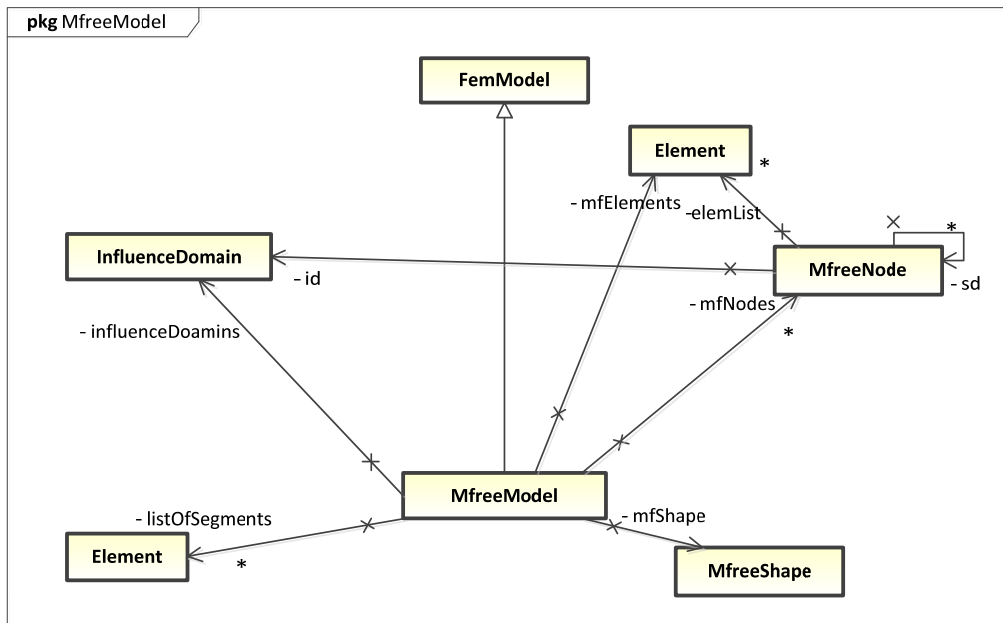 pkg MfreeModel
FemModel
Element
*
- mfElements
-elemList
*
InfluenceDomain
MfreeNode
- id
- sd
- mfNodes
*
- influenceDoamins
MfreeModel
- listOfSegments
- mfShape
Element
*
MfreeShape